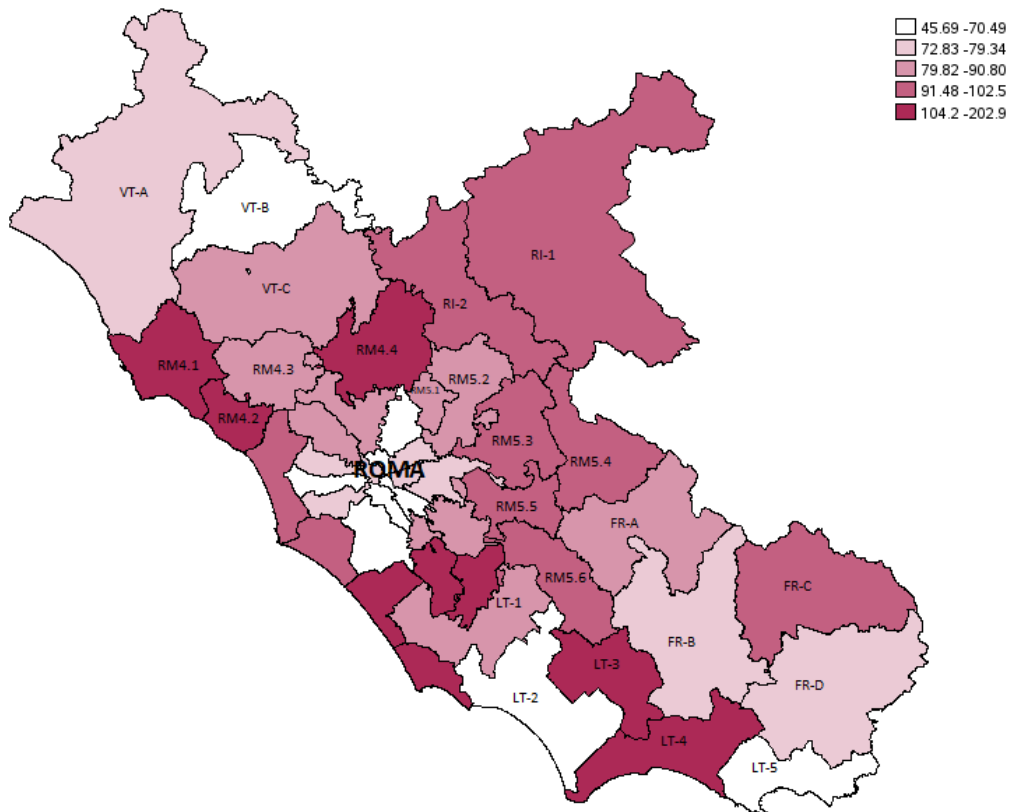 45.69 -70.49
72.83 -79.34
79.82 -90.80
91.48 -102.5
104.2 -202.9
VT-A
VT-B
RI-1
VT-C
RI-2
RM4.4
RM4.1
RM4.3
RM5.2
RM5.1
RM4.2
RM5.3
RM5.4
ROMA
RM5.5
FR-A
RM5.6
FR-C
LT-1
FR-B
LT-3
FR-D
LT-2
LT-4
LT-5